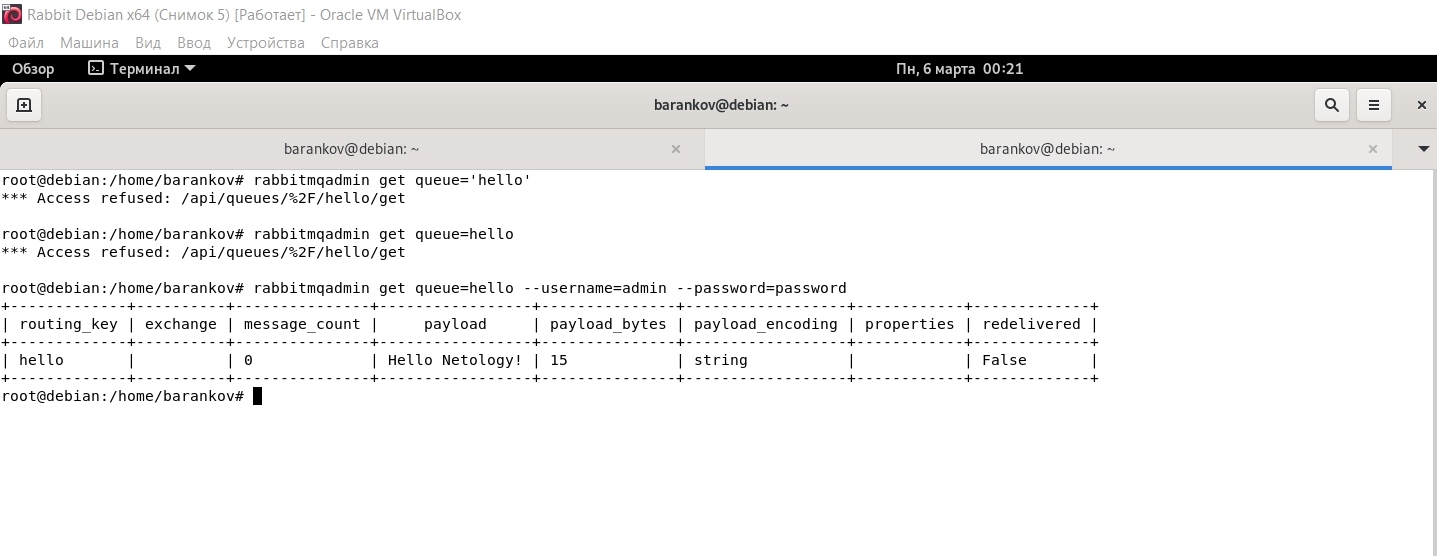 Rabbit Debian x64 (Снимок 5) [Работает] - Oracle VM VirtualBox
Файл Машина Вид Ввод Устройства Справка
Обзор Терминал Пн, 6 марта 00:21
barankov@debian: ~
barankov@debian: ~ × barankov@debian: ~ ×
root@debian:/home/barankov# rabbitmqadmin get queue='hello'
*** Access refused: /api/queues/%2F/hello/get
root@debian:/home/barankov# rabbitmqadmin get queue=hello
*** Access refused: /api/queues/%2F/hello/get
root@debian:/home/barankov# rabbitmqadmin get queue=hello --username=admin --password=password
+-------------+----------+---------------+-----------------+---------------+------------------+------------+-------------+
| routing_key | exchange | message_count |     payload     | payload_bytes | payload_encoding | properties | redelivered |
+-------------+----------+---------------+-----------------+---------------+------------------+------------+-------------+
| hello       |          | 0             | Hello Netology! | 15            | string           |            | False       |
+-------------+----------+---------------+-----------------+---------------+------------------+------------+-------------+
root@debian:/home/barankov#